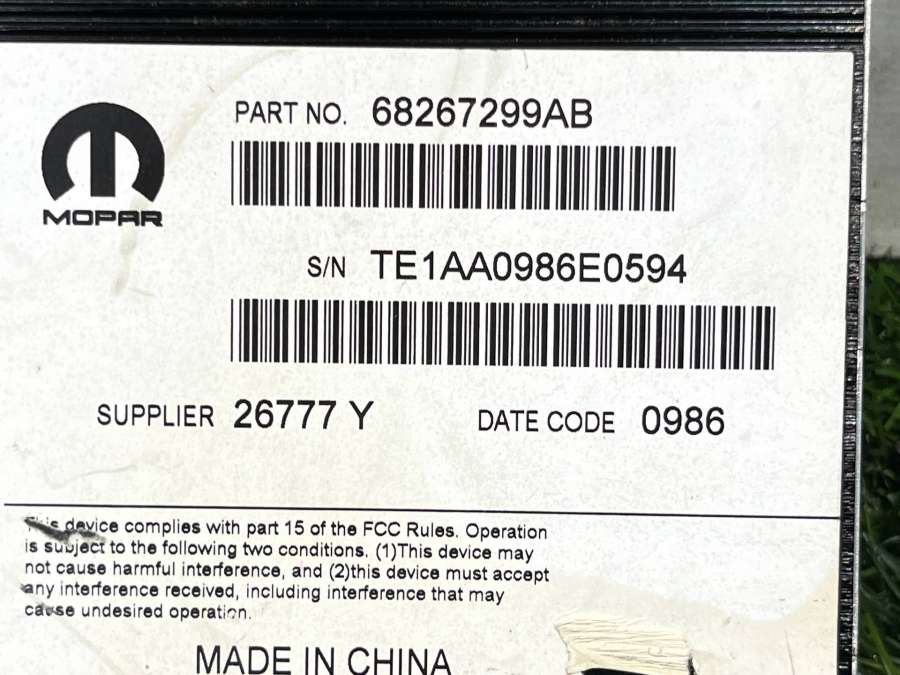 PART NO. 68267299AB
MOPAR
S/N TE1AA0986E0594
SUPPLIER 26777 Y DATE CODE 0986
This device complies with part 15 of the FCC Rules. Operation
is subject to the following two conditions. (1)This device may
not cause harmful interference, and (2)this device must accept
any interference received, including interference that may
cause undesired operation.
MADE IN CHINA